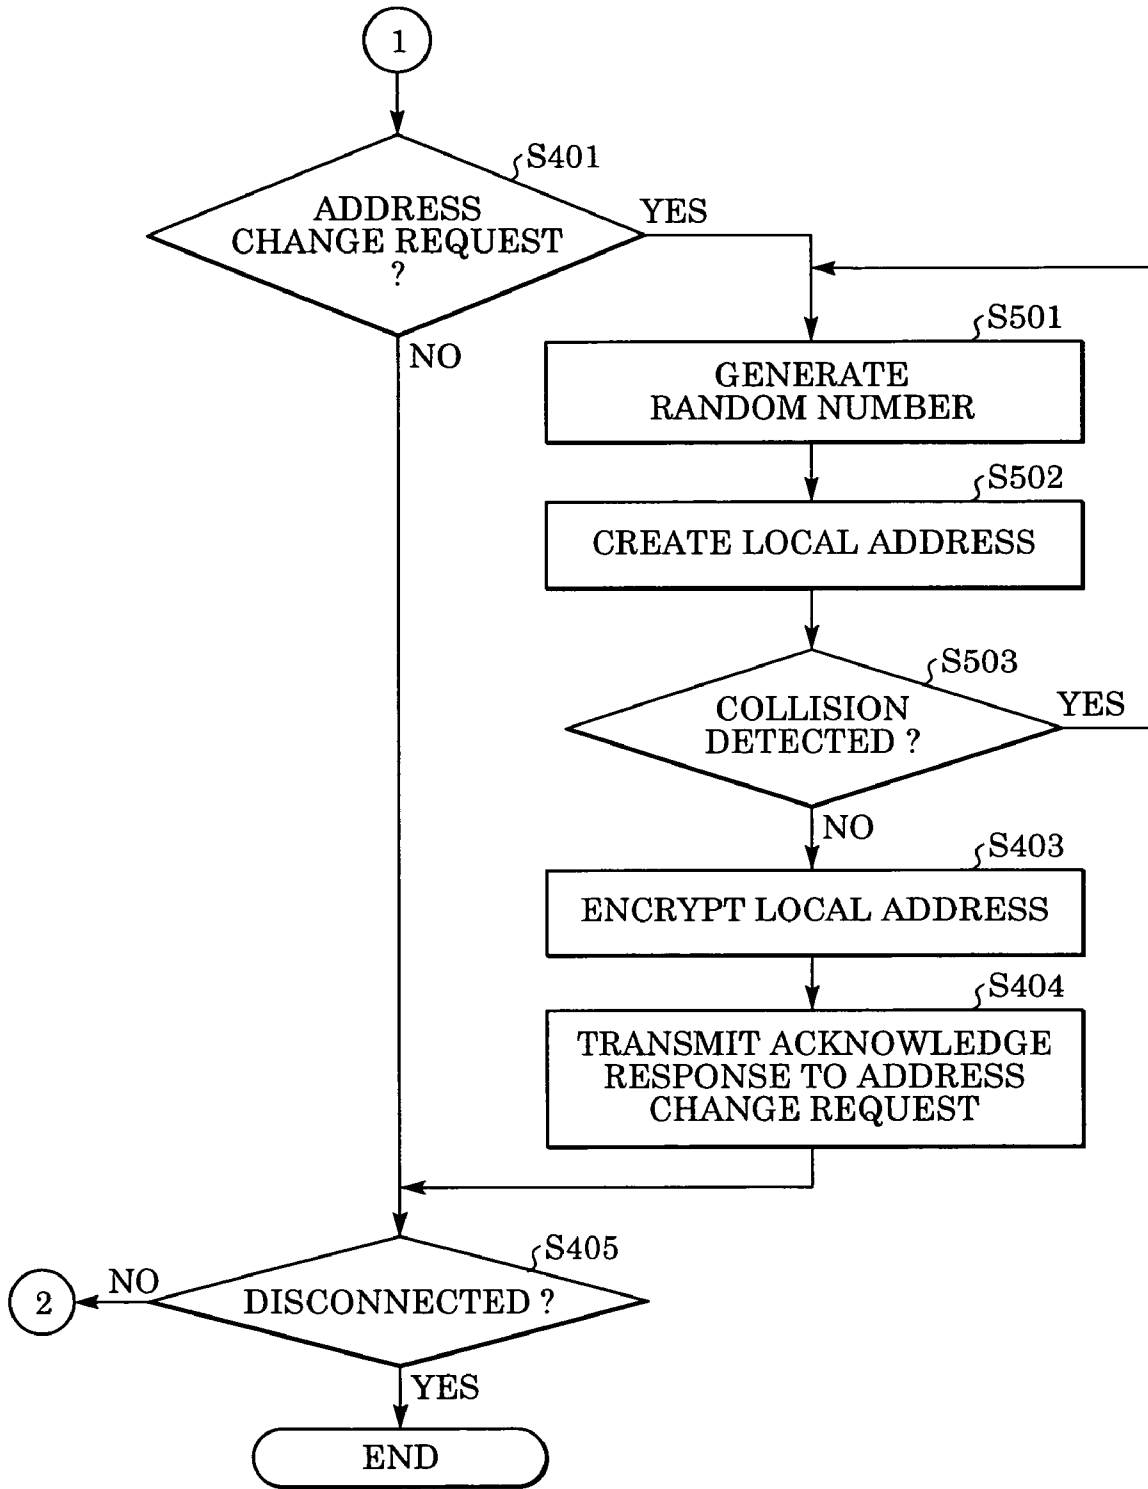 1
S401
ADDRESS
CHANGE REQUEST
?
YES
NO
S501
GENERATE
RANDOM NUMBER
S502
CREATE LOCAL ADDRESS
S503
COLLISION
DETECTED ?
YES
NO
S403
ENCRYPT LOCAL ADDRESS
S404
TRANSMIT ACKNOWLEDGE
RESPONSE TO ADDRESS
CHANGE REQUEST
S405
DISCONNECTED ?
NO
2
YES
END